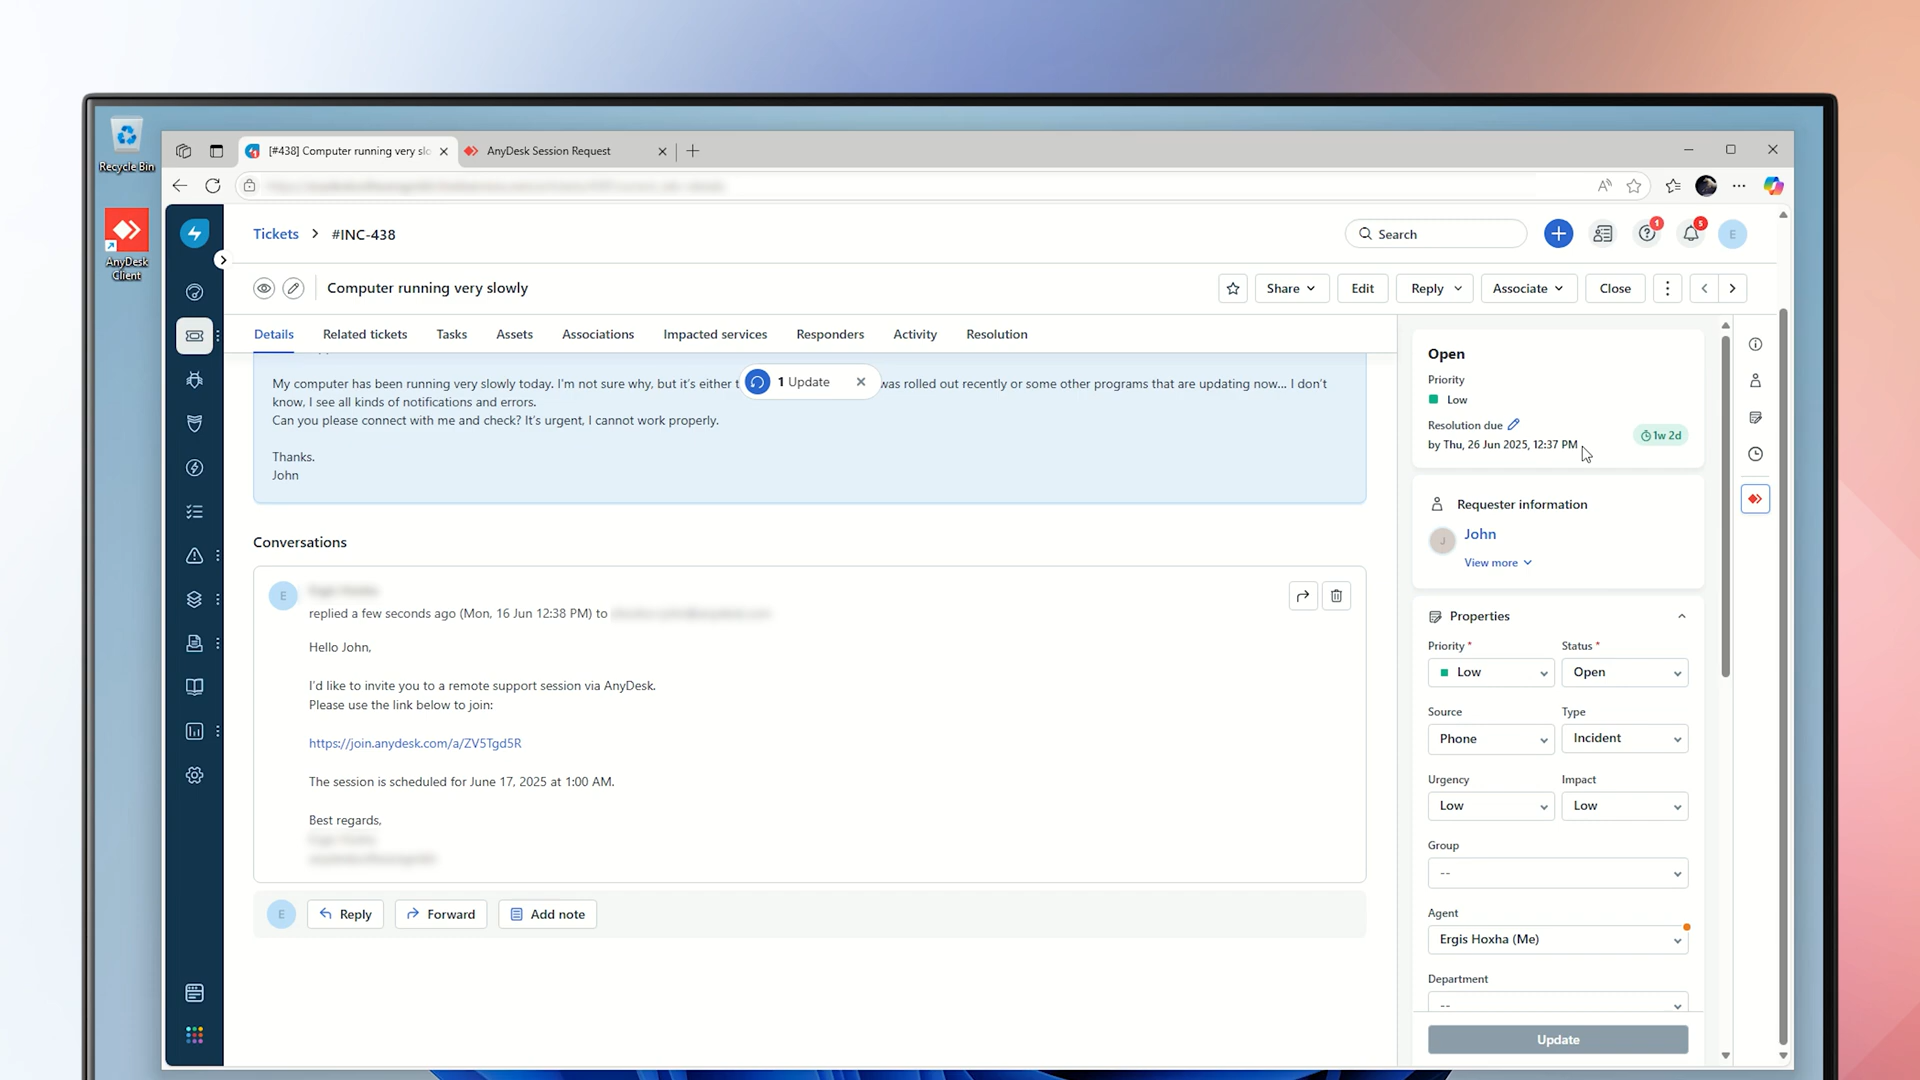 Recycle Bin
AnyDesk
Client
[#438] Computer running very slo
AnyDesk Session Request
Tickets > #INC-438
Search
1
5
E
Computer running very slowly
Share
Edit
Reply
Associate
Close
Details
Related tickets
Tasks
Assets
Associations
Impacted services
Responders
Activity
Resolution
My computer has been running very slowly today. I'm not sure why, but it's either t
was rolled out recently or some other programs that are updating now... I don't
know, I see all kinds of notifications and errors.
Can you please connect with me and check? It's urgent, I cannot work properly.
Thanks.
John
1 Update
Conversations
E
replied a few seconds ago (Mon, 16 Jun 12:38 PM) to
Hello John,
I'd like to invite you to a remote support session via AnyDesk.
Please use the link below to join:
https://join.anydesk.com/a/ZV5Tgd5R
The session is scheduled for June 17, 2025 at 1:00 AM.
Best regards,
E
Reply
Forward
Add note
Open
Priority
Low
Resolution due
by Thu, 26 Jun 2025, 12:37 PM
1w 2d
Requester information
J
John
View more
Properties
Priority *
Status *
Low
Open
Source
Type
Phone
Incident
Urgency
Impact
Low
Low
Group
--
Agent
Ergis Hoxha (Me)
Department
--
Update